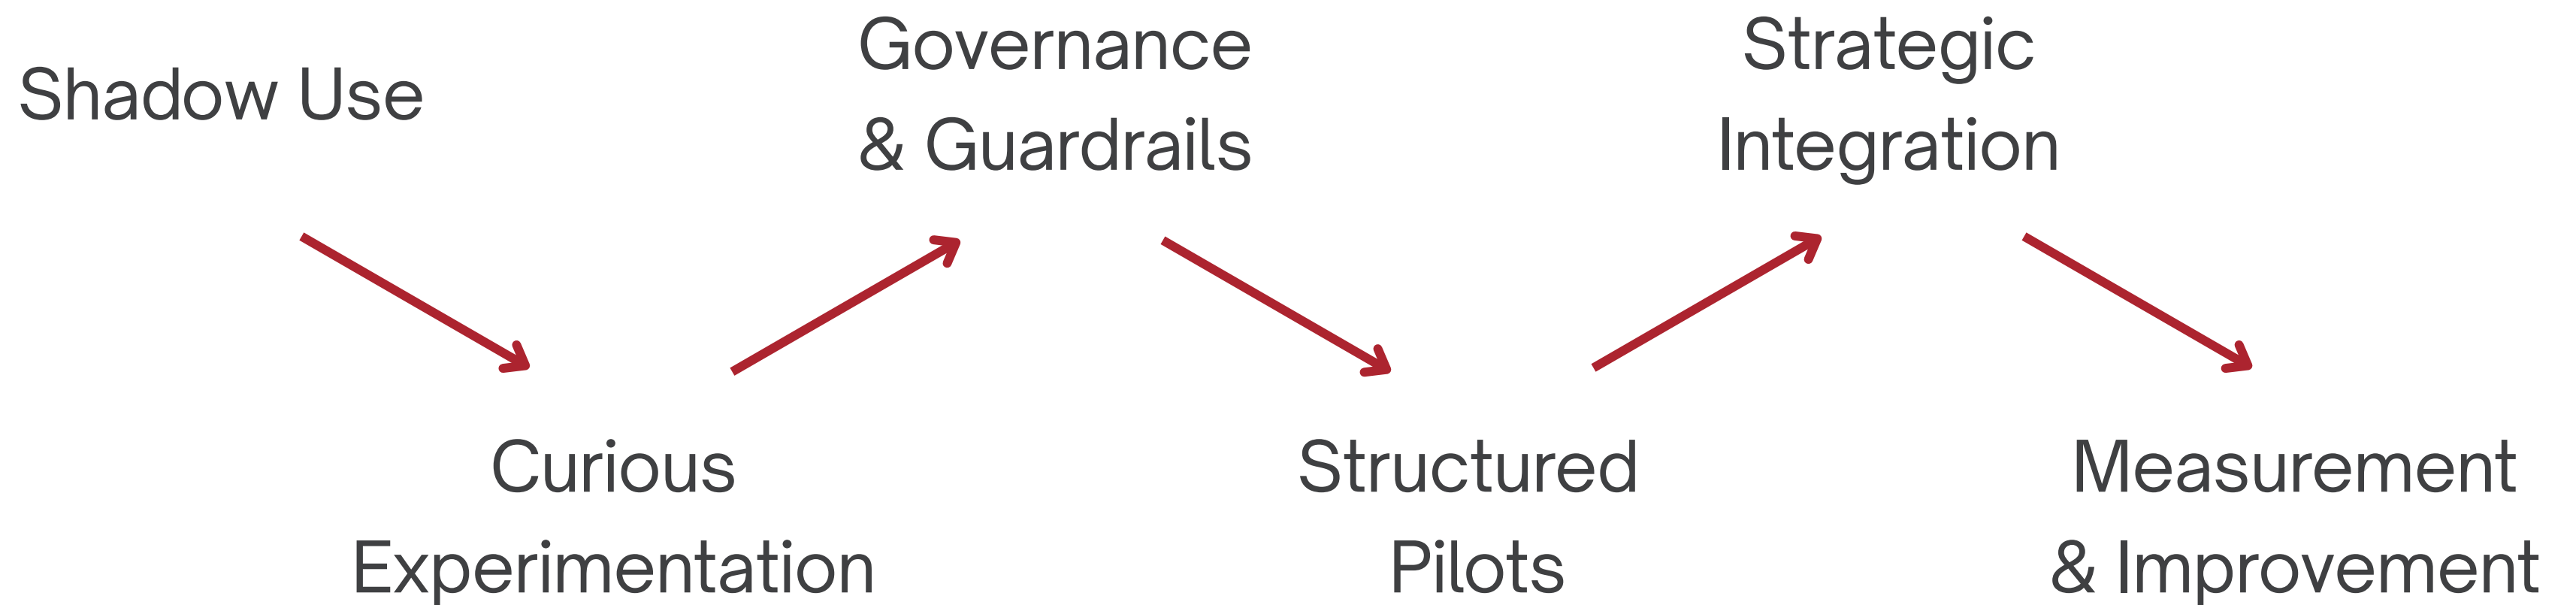 Shadow Use
Curious
Experimentation
Governance
& Guardrails
Structured
Pilots
Strategic
Integration
Measurement
& Improvement